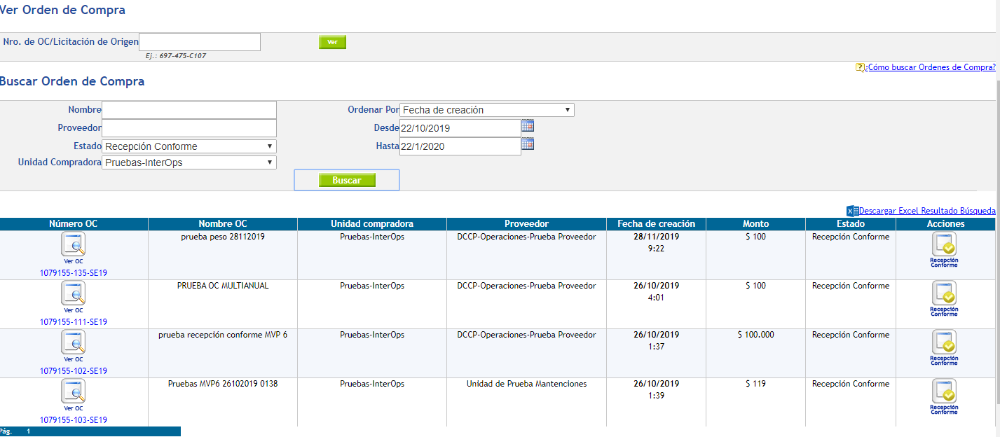 Ver Orden de Compra
Nro. de OC/Licitación de Origen
Ver
Ej.: 697-475-C107
¿Cómo buscar Ordenes de Compra?
Buscar Orden de Compra
Nombre
Ordenar Por Fecha de creación
Proveedor
Desde 22/10/2019
Estado Recepción Conforme
Hasta 22/1/2020
Unidad Compradora Pruebas-InterOps
Buscar
Descargar Excel Resultado Búsqueda
Número OC Nombre OC Unidad compradora Proveedor Fecha de creación Monto Estado Acciones
prueba peso 28112019 Pruebas-InterOps DCCP-Operaciones-Prueba Proveedor 28/11/2019 $ 100 Recepción Conforme
9:22
Ver OC Recepción
Conforme
1079155-135-SE19
PRUEBA OC MULTIANUAL Pruebas-InterOps DCCP-Operaciones-Prueba Proveedor 26/10/2019 $ 100 Recepción Conforme
4:01
Ver OC Recepción
Conforme
1079155-111-SE19
prueba recepción conforme MVP 6 Pruebas-InterOps DCCP-Operaciones-Prueba Proveedor 26/10/2019 $ 100.000 Recepción Conforme
1:37
Ver OC Recepción
Conforme
1079155-102-SE19
Pruebas MVP6 26102019 0138 Pruebas-InterOps Unidad de Prueba Mantenciones 26/10/2019 $ 119 Recepción Conforme
1:39
Ver OC Recepción
Conforme
1079155-103-SE19
Pág. 1